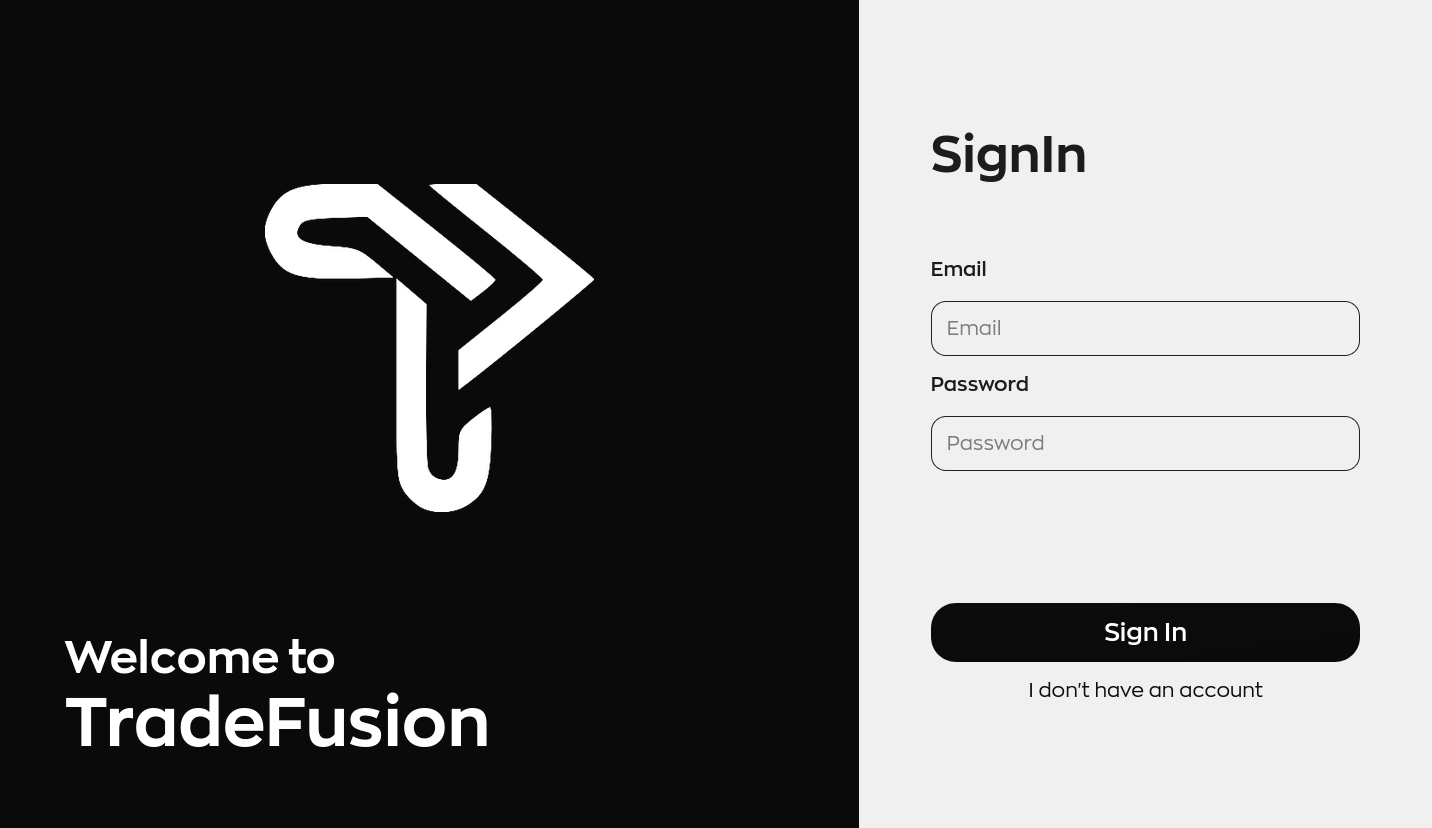 Welcome to
TradeFusion
SignIn
Email
Email
Password
Password
Sign In
I don't have an account